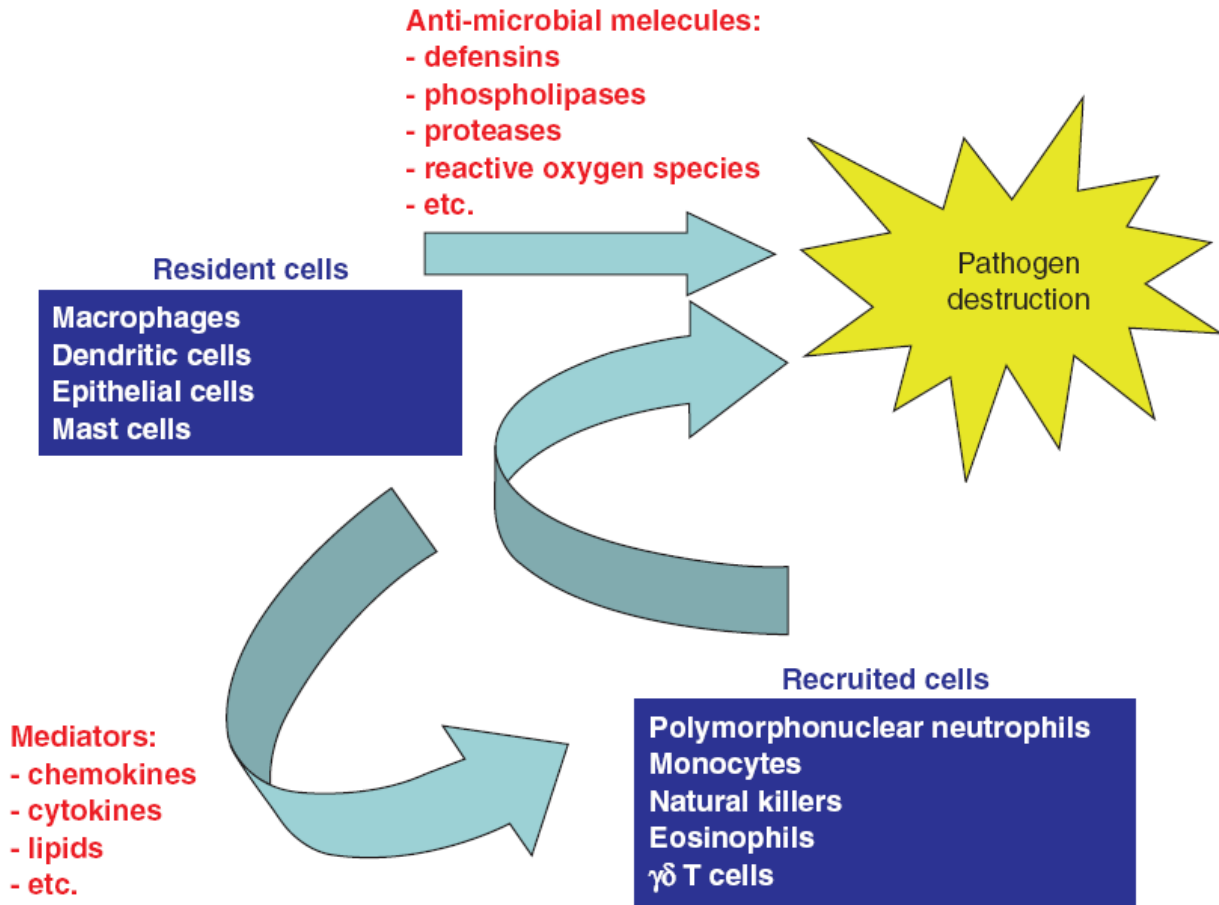 Anti-microbial molecules:
- defensins
- phospholipases
- proteases
- reactive oxygen species
- etc.
Pathogen
destruction
Resident cells
Macrophages
Dendritic cells
Epithelial cells
Mast cells
Mediators:
- chemokines
- cytokines
- lipids
- etc.
Recruited cells
Polymorphonuclear neutrophils
Monocytes
Natural killers
Eosinophils
γδ T cells